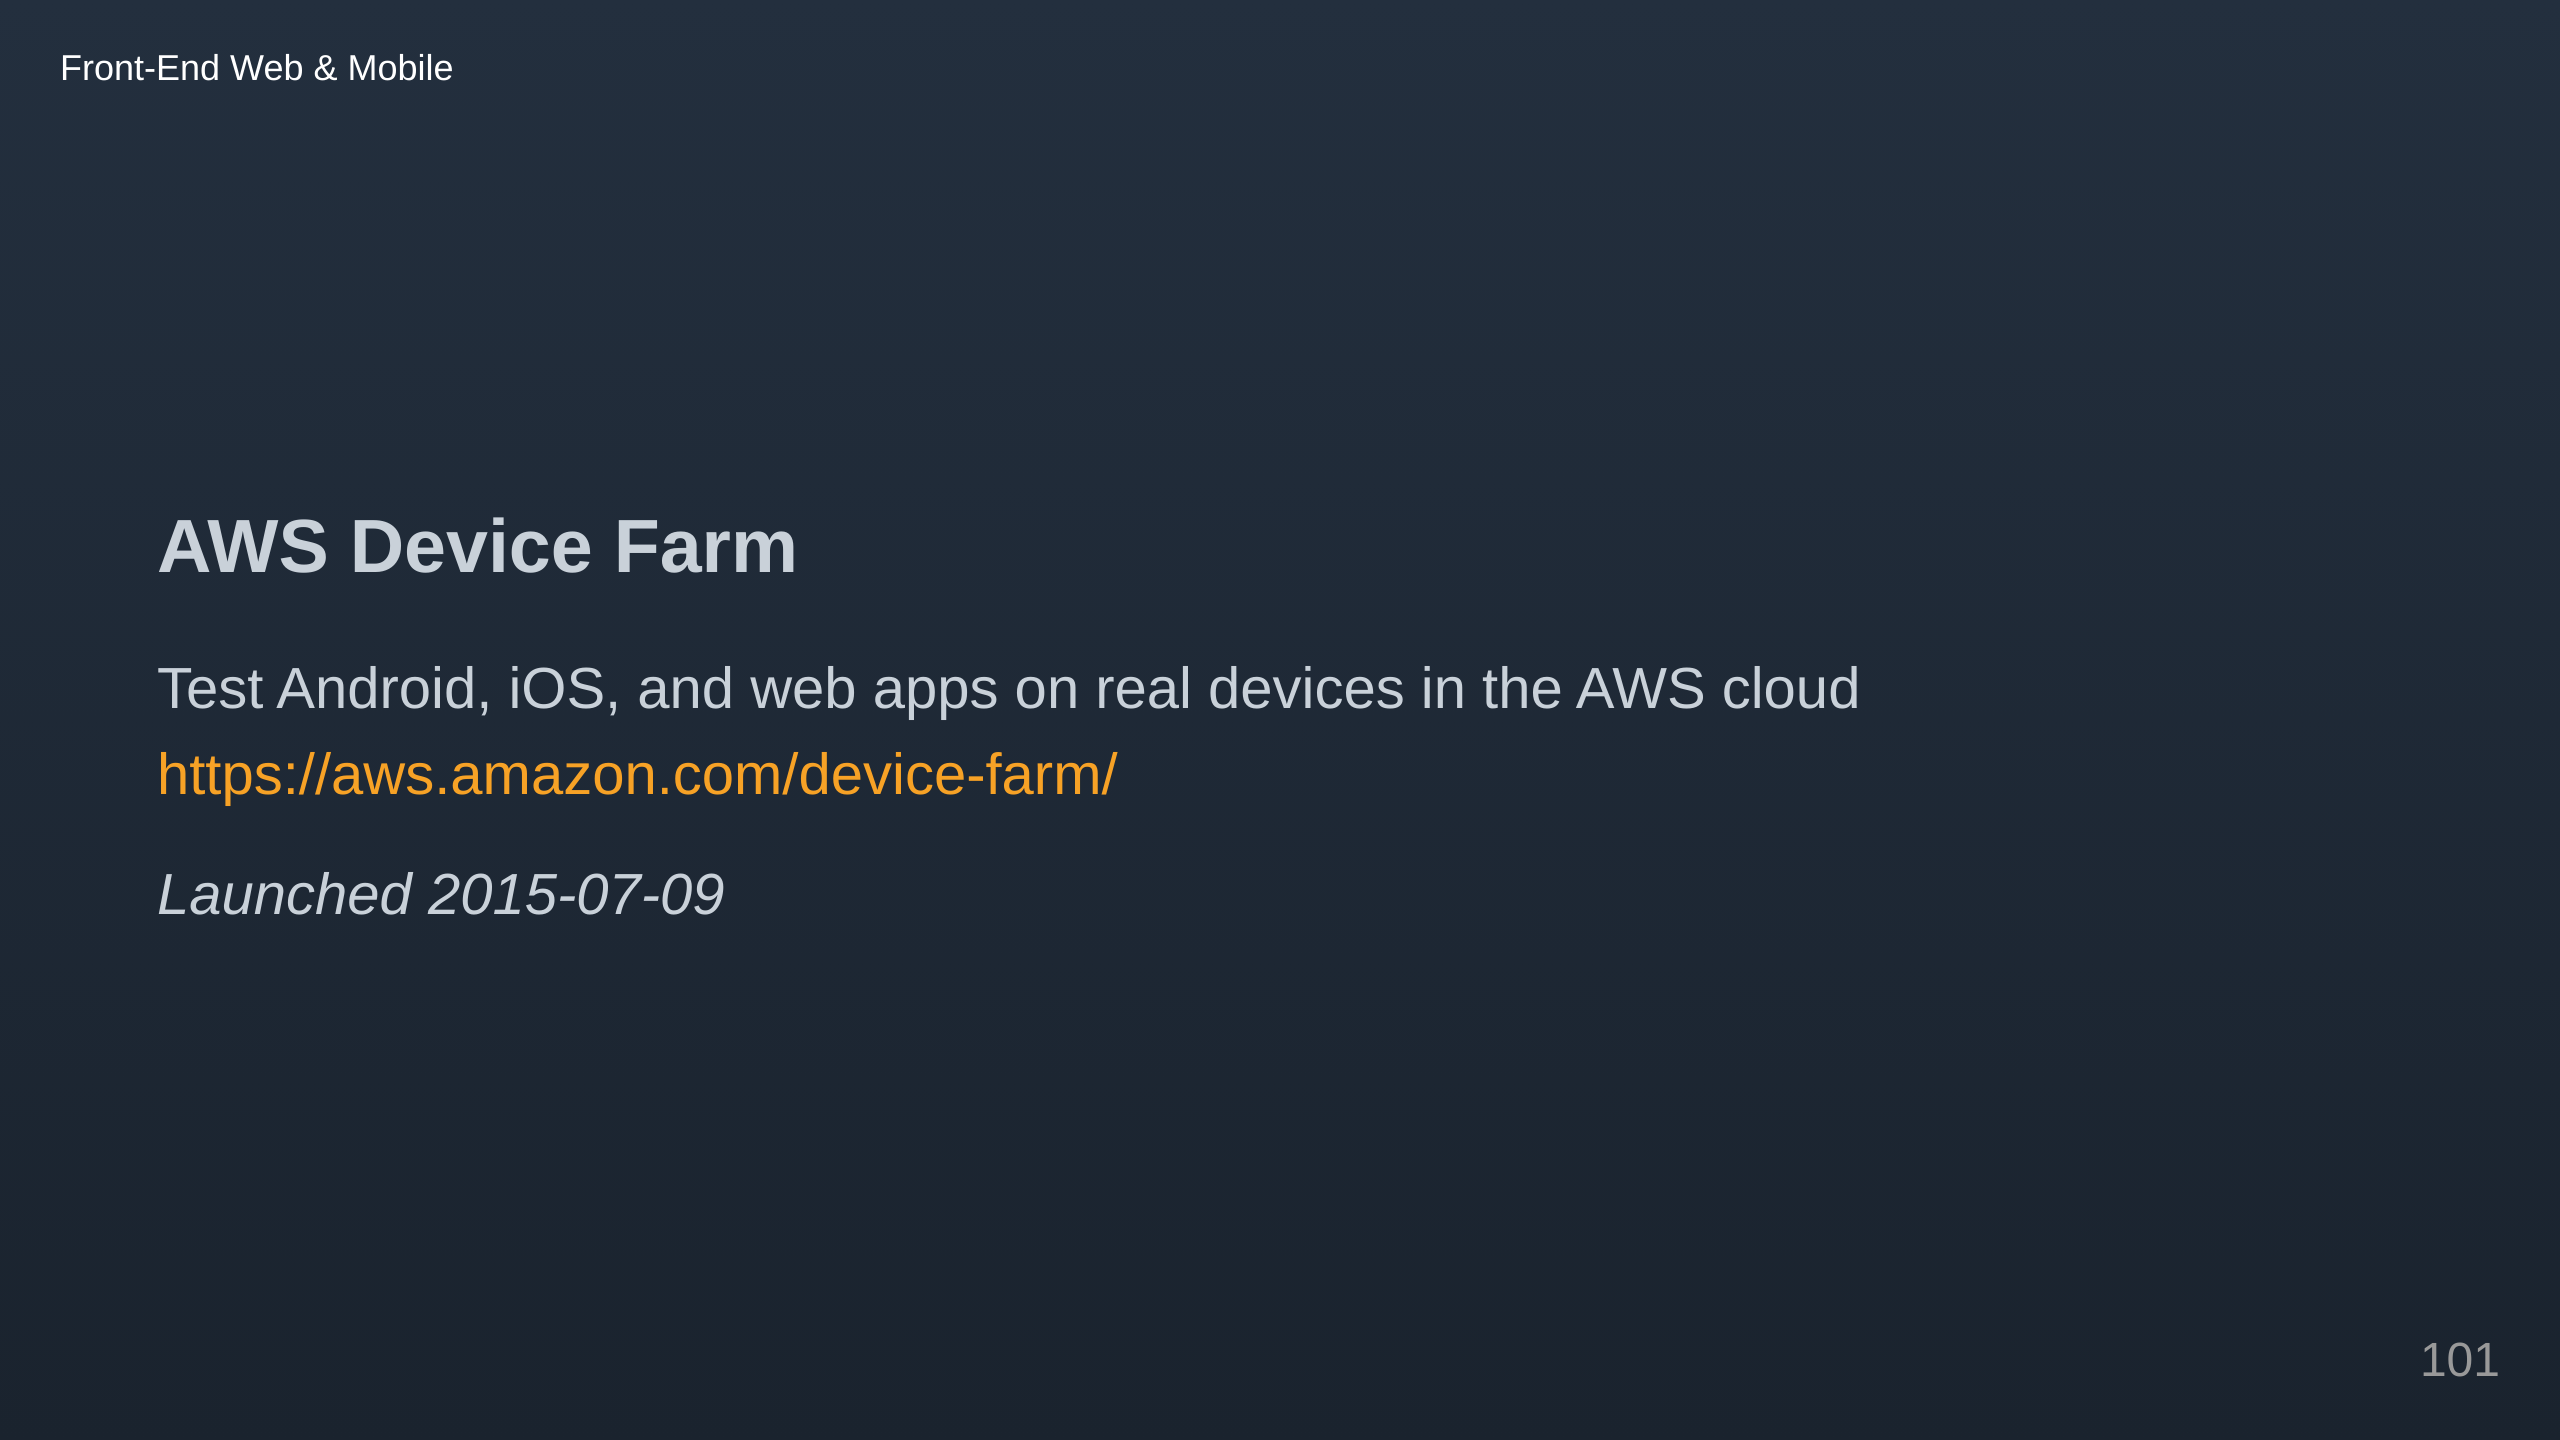 Front-End Web & Mobile
AWS Device Farm
Test Android, iOS, and web apps on real devices in the AWS cloud
https://aws.amazon.com/device-farm/
Launched 2015-07-09
101